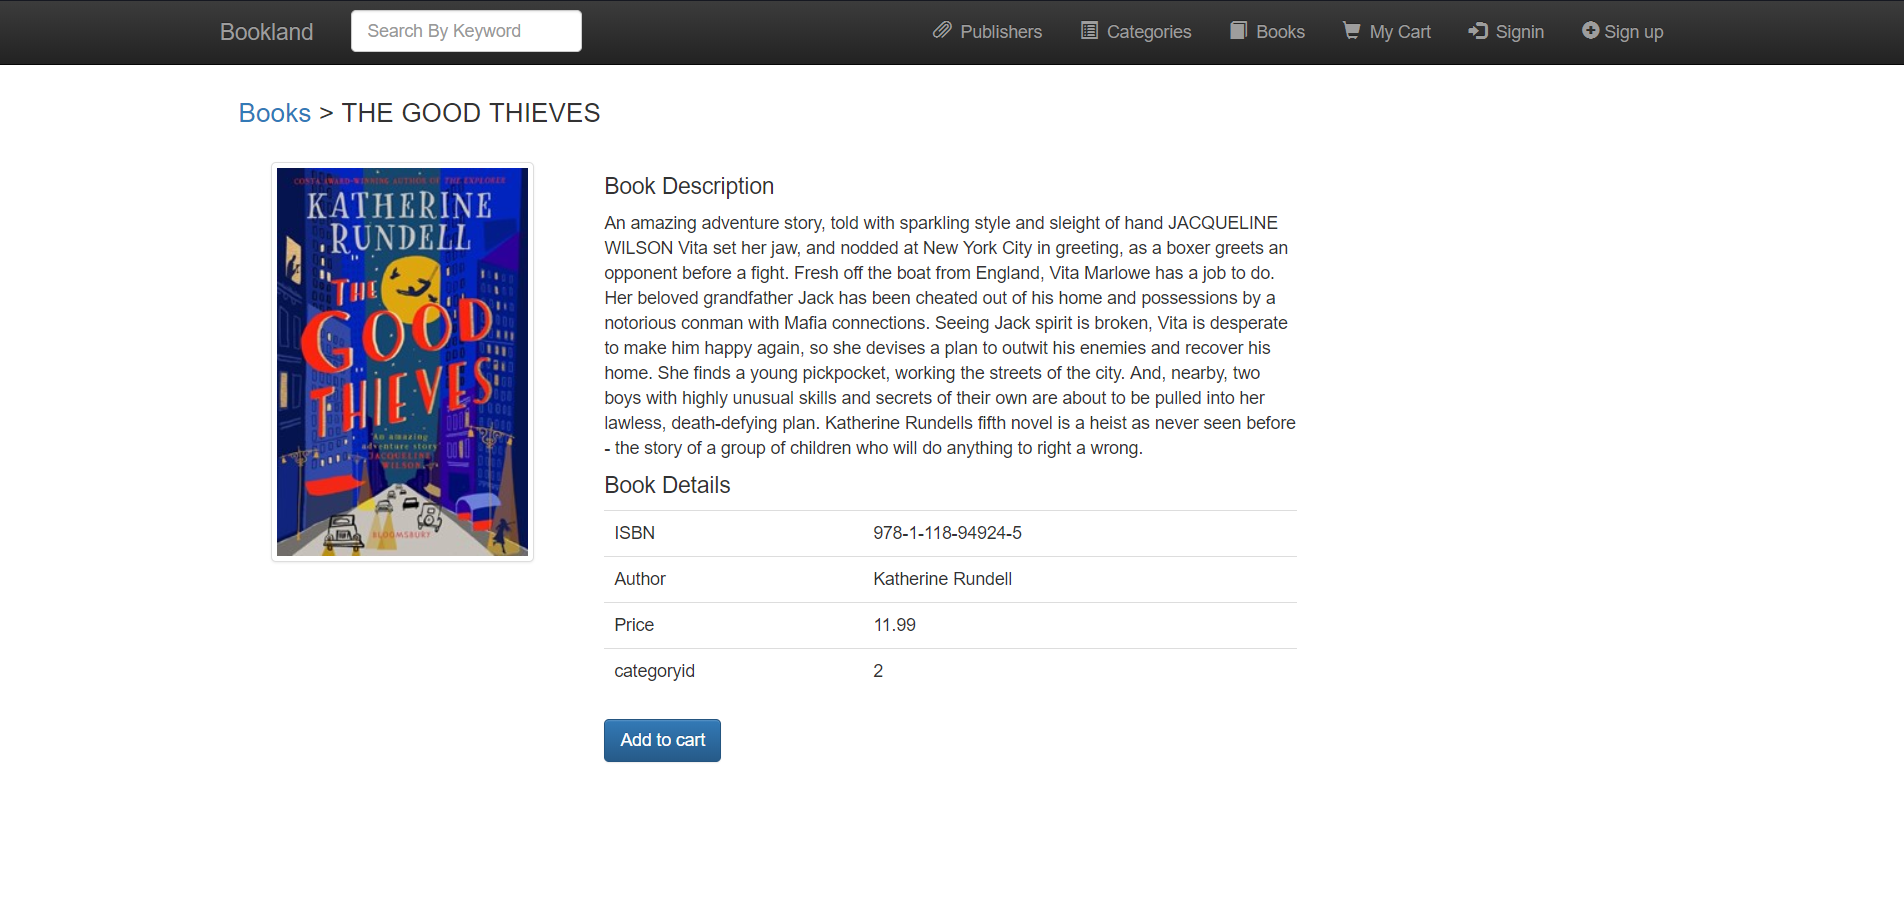 Bookland
Search By Keyword
Publishers
Categories
Books
My Cart
Signin
Sign up
Books > THE GOOD THIEVES
COSTA AWARD-WINNING AUTHOR OF THE EXPLORER
KATHERINE
RUNDELL
THE
GOOD
THIEVES
'An amazing
adventure story'
JACQUELINE
WILSON
BLOOMSBURY
Book Description
An amazing adventure story, told with sparkling style and sleight of hand JACQUELINE
WILSON Vita set her jaw, and nodded at New York City in greeting, as a boxer greets an
opponent before a fight. Fresh off the boat from England, Vita Marlowe has a job to do.
Her beloved grandfather Jack has been cheated out of his home and possessions by a
notorious conman with Mafia connections. Seeing Jack spirit is broken, Vita is desperate
to make him happy again, so she devises a plan to outwit his enemies and recover his
home. She finds a young pickpocket, working the streets of the city. And, nearby, two
boys with highly unusual skills and secrets of their own are about to be pulled into her
lawless, death-defying plan. Katherine Rundells fifth novel is a heist as never seen before
- the story of a group of children who will do anything to right a wrong.
Book Details
ISBN 978-1-118-94924-5
Author Katherine Rundell
Price 11.99
categoryid 2
Add to cart